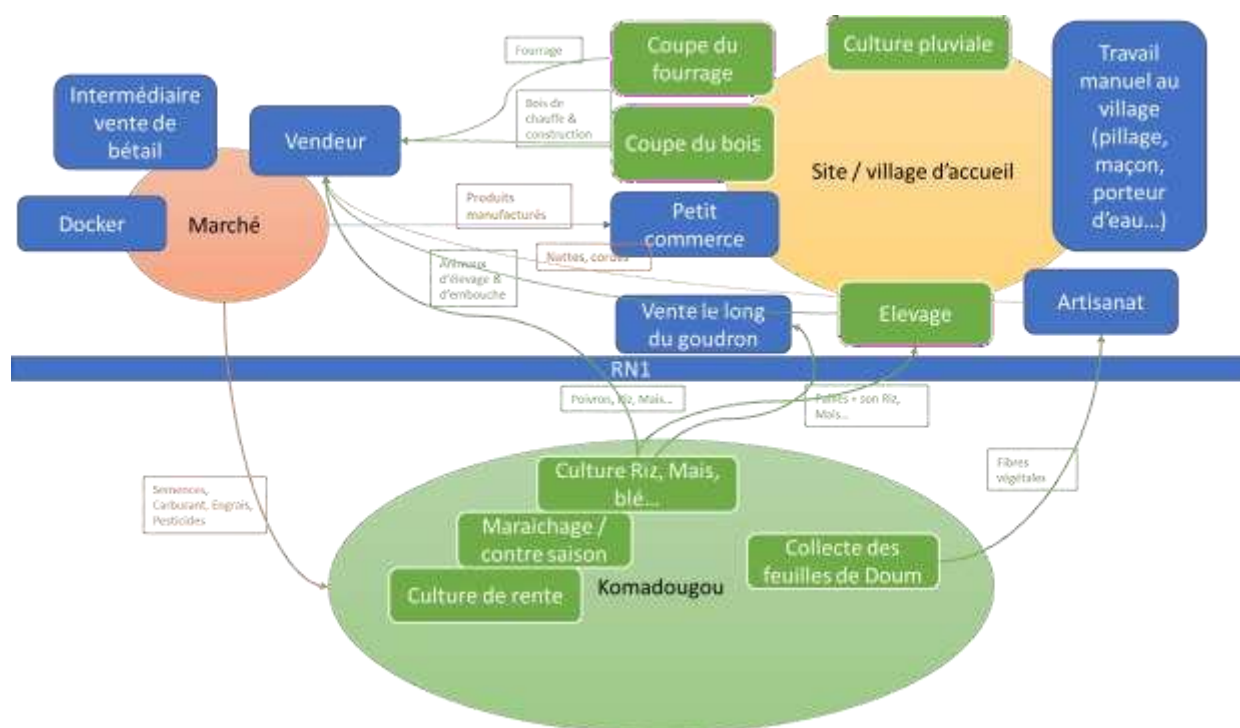 Fourrage
Coupe du
fourrage
Culture pluviale
Travail
manuel au
village
(pillage,
maçon,
porteur
d'eau...)
Intermédiaire
vente de
bétail
Vendeur
Bois de
chauffe &
construction
Coupe du bois
Site / village d'accueil
Docker
Marché
Produits
manufacturés
Petit
commerce
Nattes, cordes
Animaux
d'élevage &
d'embouche
Vente le long
du goudron
Elevage
Artisanat
RN1
Poivron, Riz, Mais...
Pailles + son Riz,
Mais...
Semences,
Carburant, Engrais,
Pesticides
Culture Riz, Mais,
blé...
Fibres
végétales
Maraichage /
contre saison
Collecte des
feuilles de Doum
Culture de rente
Komadougou